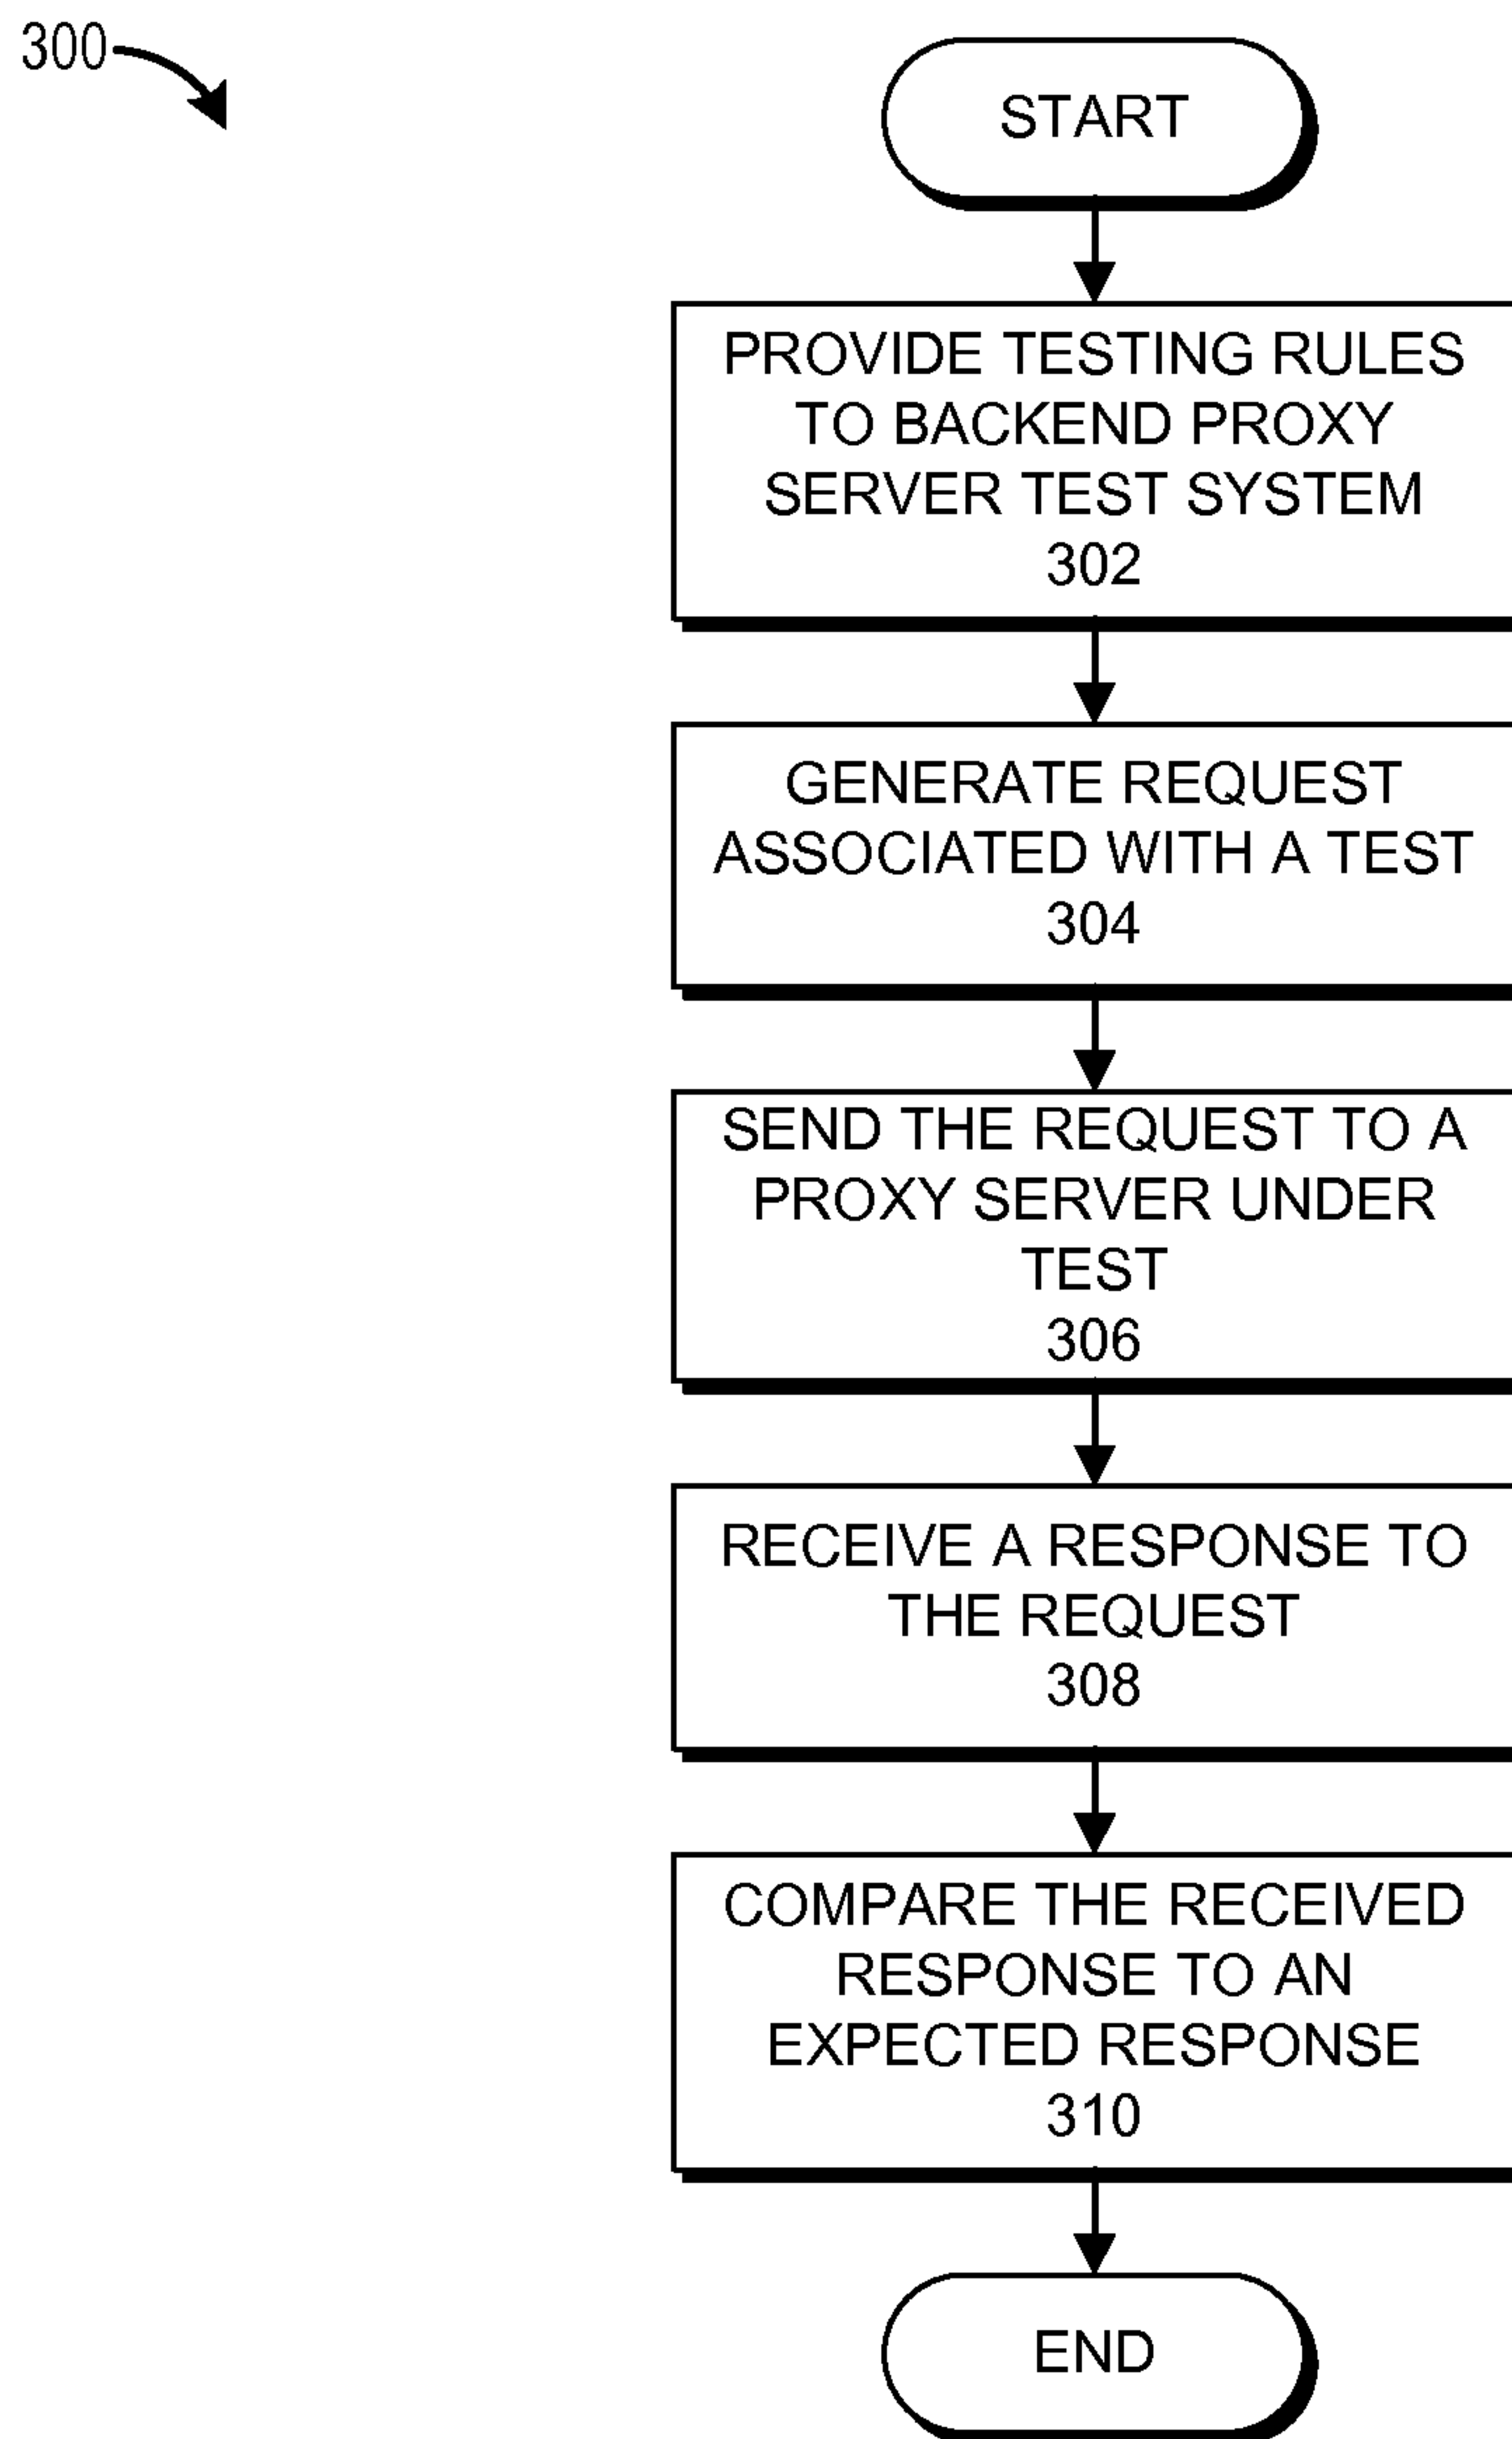 300
START
PROVIDE TESTING RULES
TO BACKEND PROXY
SERVER TEST SYSTEM
302
GENERATE REQUEST
ASSOCIATED WITH A TEST
304
SEND THE REQUEST TO A
PROXY SERVER UNDER
TEST
306
RECEIVE A RESPONSE TO
THE REQUEST
308
COMPARE THE RECEIVED
RESPONSE TO AN
EXPECTED RESPONSE
310
END